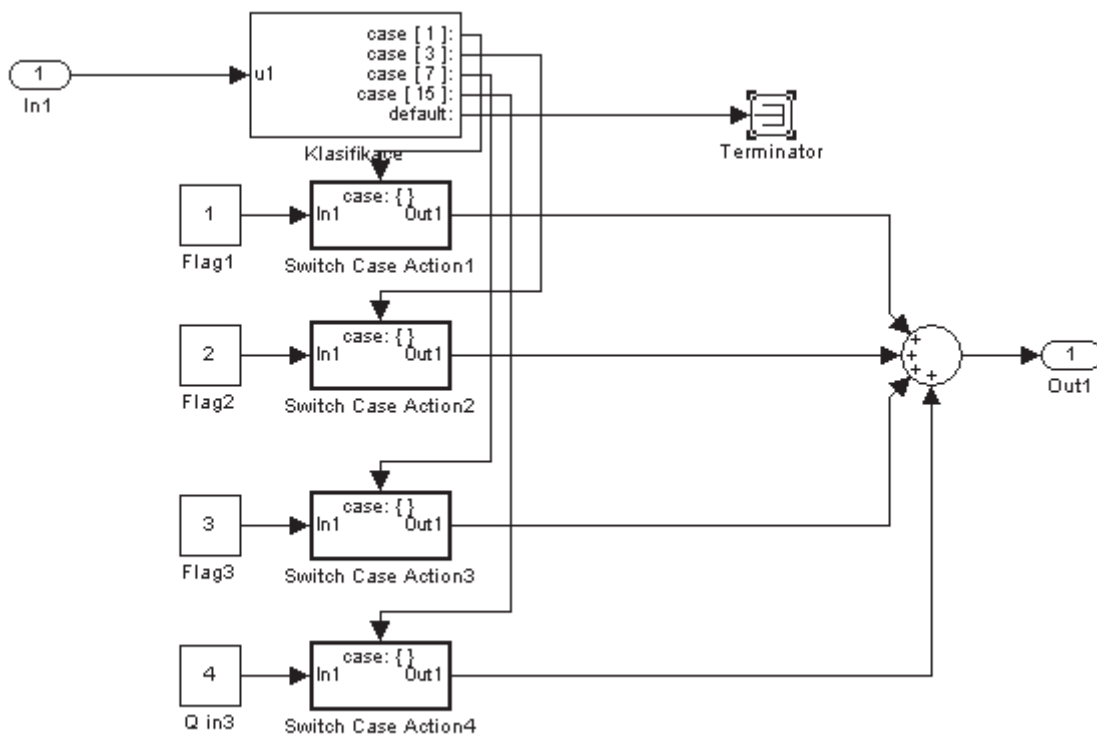 case [ 1 ]:
case [ 3 ]:
case [ 7 ]:
case [ 15 ]:
default:
u1
1
In1
Klasifikace
Terminator
1
Flag1
case: { }
In1 Out1
Switch Case Action1
2
Flag2
case: { }
In1 Out1
Switch Case Action2
+
+
+
+
1
Out1
3
Flag3
case: { }
In1 Out1
Switch Case Action3
4
Q in3
case: { }
In1 Out1
Switch Case Action4